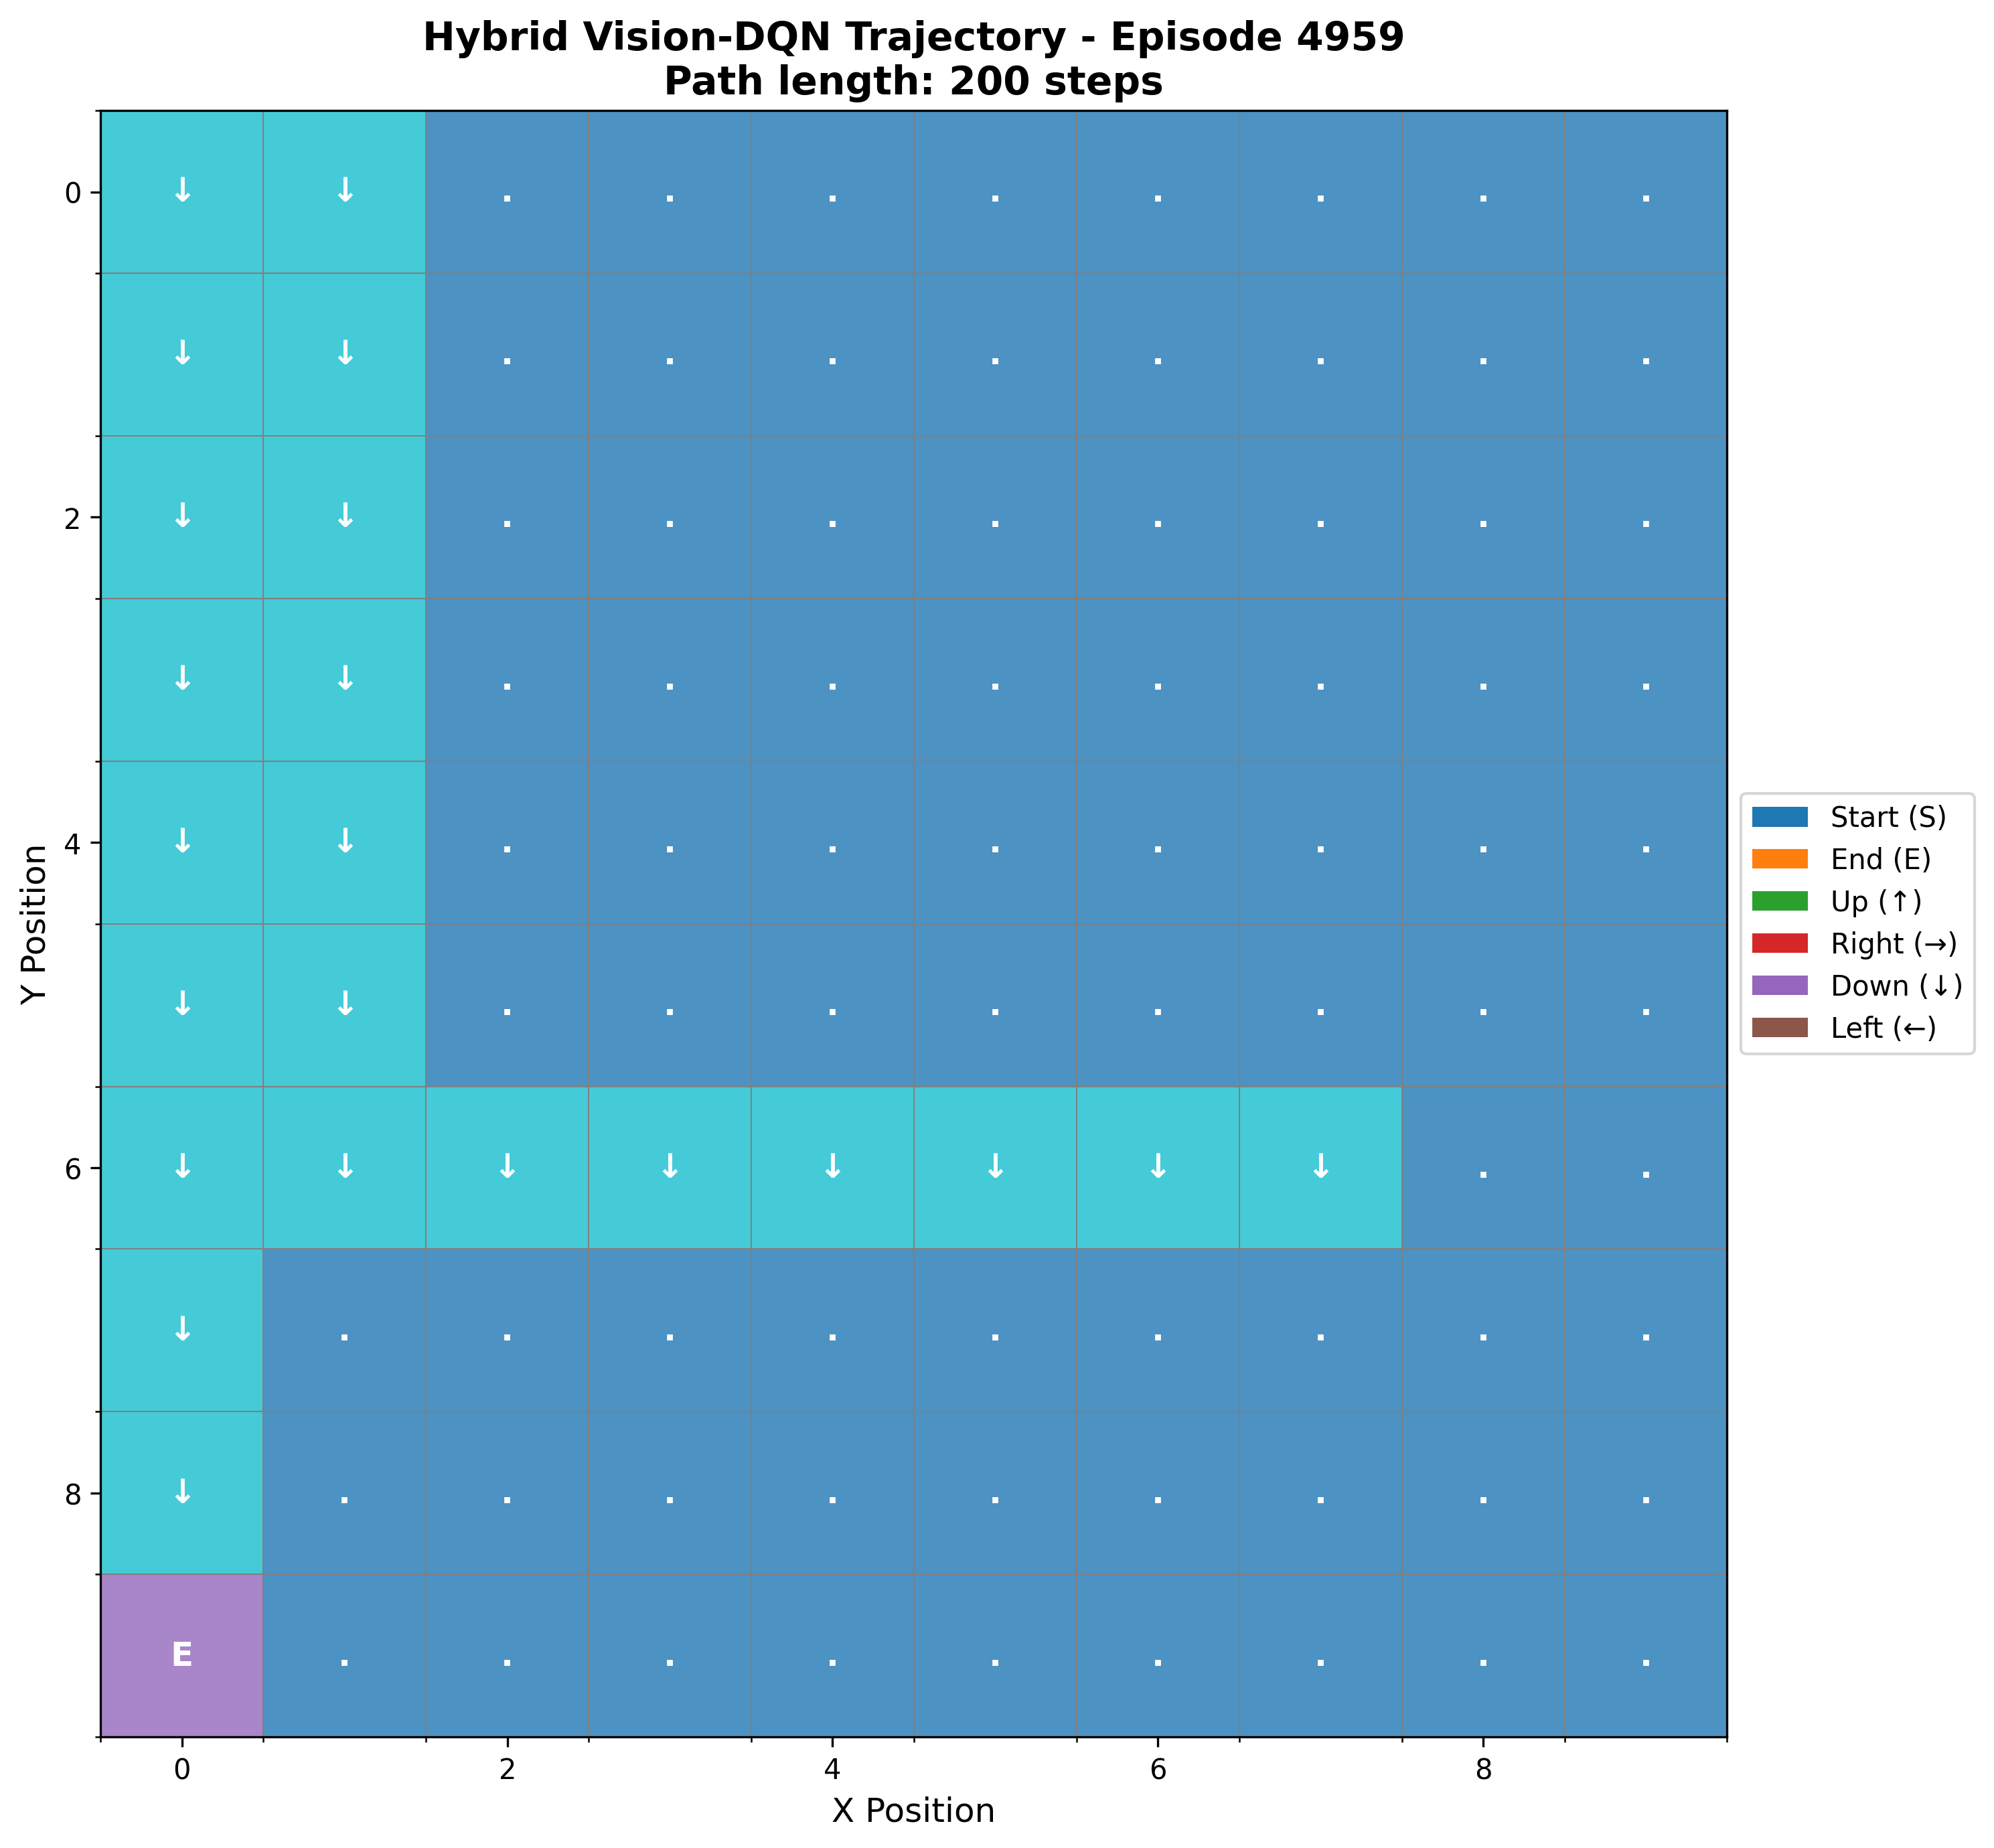 Hybrid Vision-DQN Trajectory - Episode 4959
Path length: 200 steps
0 ↓ ↓ . . . . . . . .
↓ ↓ . . . . . . . .
2 ↓ ↓ . . . . . . . .
↓ ↓ . . . . . . . .
4 ↓ ↓ . . . . . . . .
↓ ↓ . . . . . . . .
6 ↓ ↓ ↓ ↓ ↓ ↓ ↓ ↓ . .
↓ . . . . . . . . .
8 ↓ . . . . . . . . .
E . . . . . . . . .
0 2 4 6 8
X Position
Y Position
Start (S)
End (E)
Up (↑)
Right (→)
Down (↓)
Left (←)